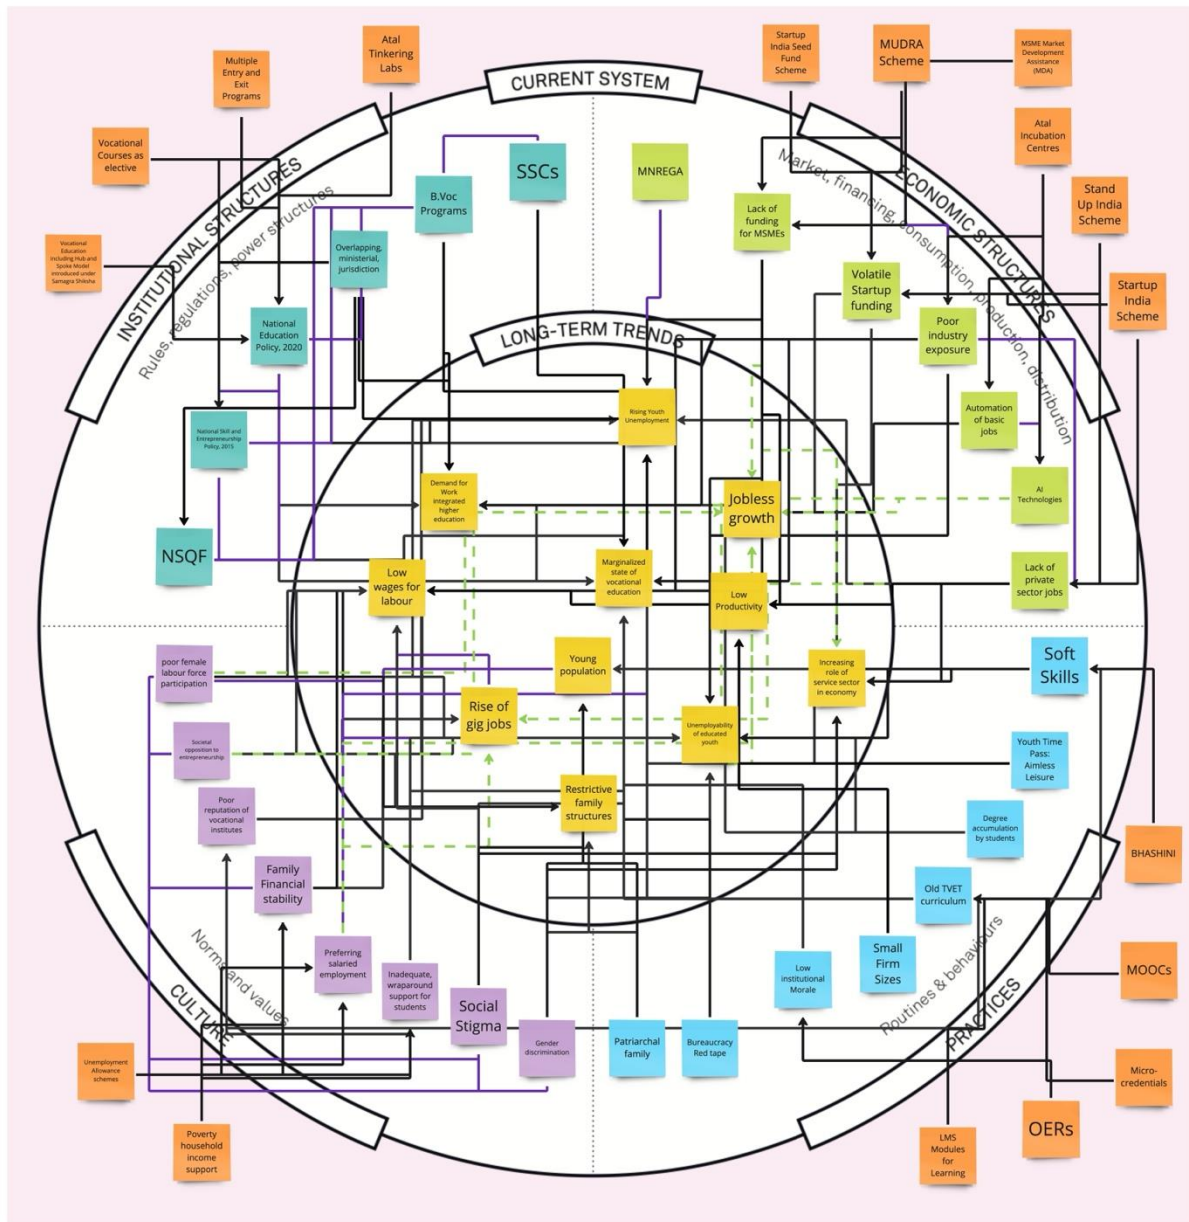 CURRENT SYSTEM
LONG-TERM TRENDS
INSTITUTIONAL STRUCTURES
Rules, regulations, power structures
ECONOMIC STRUCTURES
Market, financing, consumption, production, distribution
CULTURE
Norms and values
PRACTICES
Routines & behaviours
Atal
Tinkering
Labs
Multiple
Entry and
Exit
Programs
Vocational
Courses as
elective
Vocational
Education
including Hub and
Spoke Model
introduced under
Samagra Shiksha
Startup
India Seed
Fund
Scheme
MUDRA
Scheme
MSME Market
Development
Assistance
(MDA)
Atal
Incubation
Centres
Stand
Up India
Scheme
Startup
India
Scheme
SSCs
B.Voc
Programs
Overlapping,
ministerial,
jurisdiction
National
Education
Policy, 2020
National Skill and
Entrepreneurship
Policy, 2015
NSQF
MNREGA
Lack of
funding
for MSMEs
Volatile
Startup
funding
Poor
industry
exposure
Automation
of basic
jobs
AI
Technologies
Lack of
private
sector jobs
Rising Youth
Unemployment
Demand for
Work
integrated
higher
education
Jobless
growth
Low
wages for
labour
Marginalized
state of
vocational
education
Low
Productivity
Young
population
Increasing
role of
service sector
in economy
Rise of
gig jobs
Unemployability
of educated
youth
Restrictive
family
structures
poor female
labour force
participation
Societal
opposition to
entrepreneurship
Poor
reputation of
vocational
institutes
Family
Financial
stability
Preferring
salaried
employment
Inadequate,
wraparound
support for
students
Social
Stigma
Gender
discrimination
Soft
Skills
Youth Time
Pass:
Aimless
Leisure
Degree
accumulation
by students
Old TVET
curriculum
Small
Firm
Sizes
Low
institutional
Morale
Patriarchal
family
Bureaucracy
Red tape
Unemployment
Allowance
schemes
Poverty
household
income
support
BHASHINI
MOOCs
Micro-
credentials
OERs
LMS
Modules
for
Learning